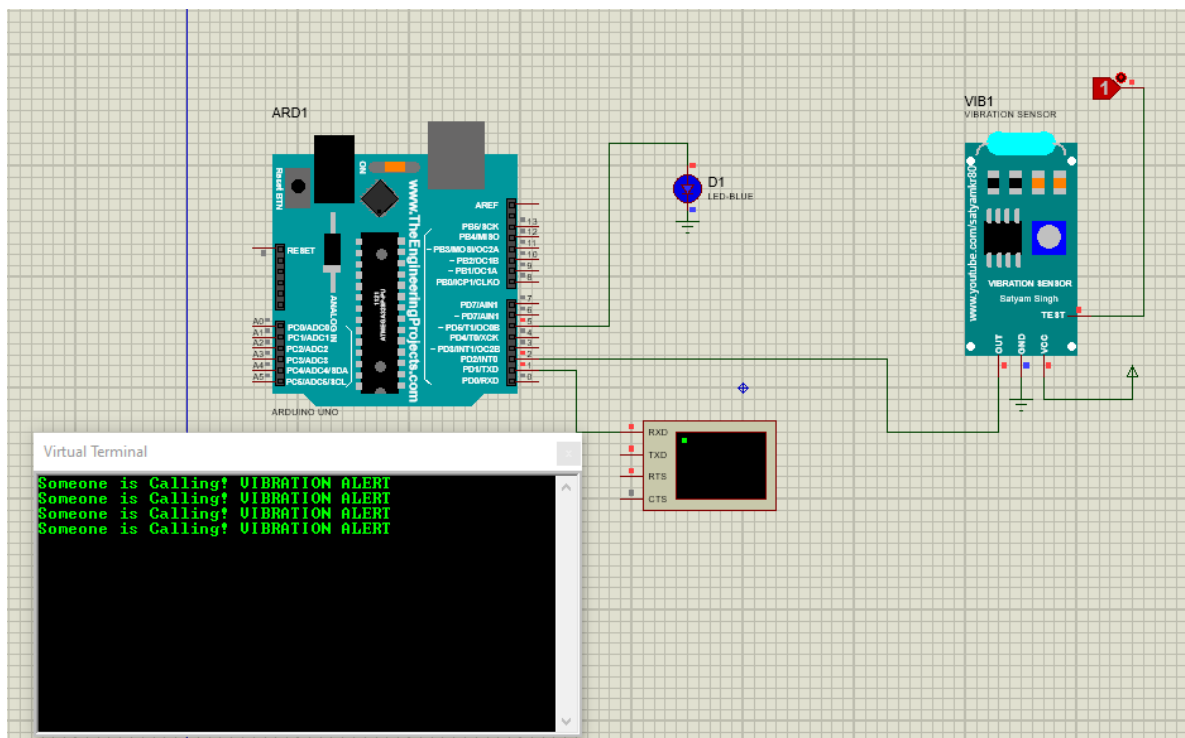 ARD1
Reset BTN
ON
ANALOG IN
ATMEGA328P-PU
1221
www.TheEngineeringProjects.com
RESET
A0
A1
A2
A3
A4
A5
PC0/ADC0
PC1/ADC1
PC2/ADC2
PC3/ADC3
PC4/ADC4/SDA
PC5/ADC5/SCL
AREF
PB5/SCK
PB4/MISO
~PB3/MOSI/OC2A
~PB2/OC1B
~PB1/OC1A
PB0/ICP1/CLKO
PD7/AIN1
~PD7/AIN1
~PD5/T1/OC0B
PD4/T0/XCK
~PD3/INT1/OC2B
PD2/INT0
PD1/TXD
PD0/RXD
13
12
11
10
9
8
7
6
5
4
3
2
1
0
ARDUINO UNO
D1
LED-BLUE
1
VIB1
VIBRATION SENSOR
www.youtube.com/satyamkr80
VIBRATION SENSOR
Satyam Singh
TEST
OUT
GND
VCC
RXD
TXD
RTS
CTS
Virtual Terminal
x
Someone is Calling! VIBRATION ALERT
Someone is Calling! VIBRATION ALERT
Someone is Calling! VIBRATION ALERT
Someone is Calling! VIBRATION ALERT